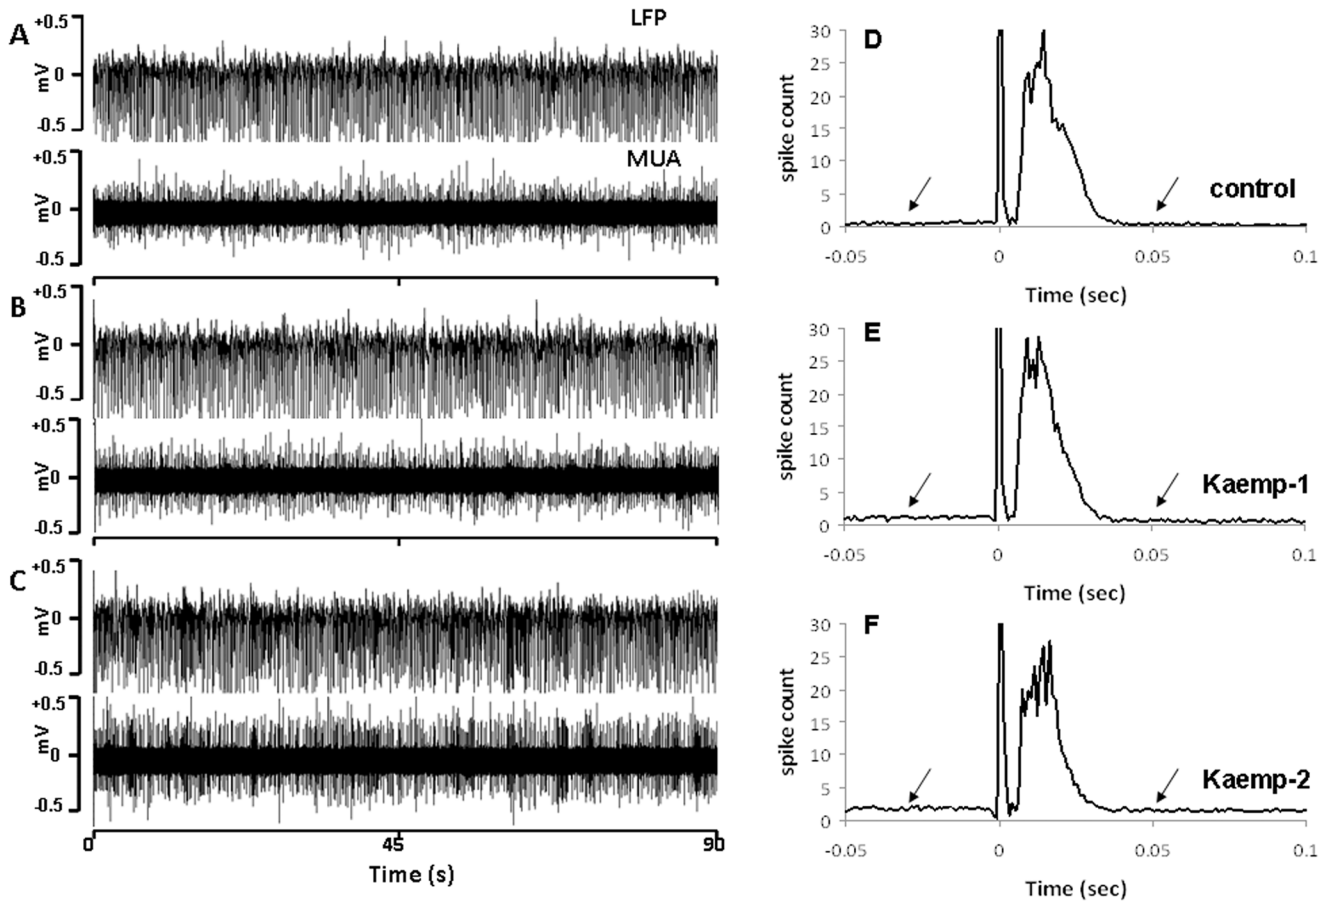 A
LFP
+0.5
mV
0
-0.5
MUA
+0.5
mV
0
0.5
B
+0.5
mV
0
-0.5
+0.5
mV
0
-0.5
C
+0.5
mV
0
-0.5
+0.5
mV
0
-0.5
0
45
90
Time (s)
D
30
25
20
15
10
5
0
spike count
control
-0.05
0
0.05
0.1
Time (sec)
E
30
25
20
15
10
5
0
spike count
Kaemp-1
-0.05
0
0.05
0.1
Time (sec)
F
30
25
20
15
10
5
0
spike count
Kaemp-2
-0.05
0
0.05
0.1
Time (sec)